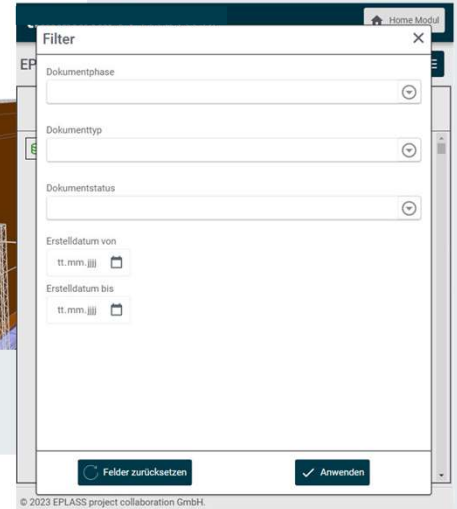 Home Modul
Filter
EP
Dokumentphase
Dokumenttyp
Dokumentstatus
Erstelldatum von
tt.mm.jjjj
Erstelldatum bis
tt.mm.jjjj
Felder zurücksetzen
Anwenden
© 2023 EPLASS project collaboration GmbH.